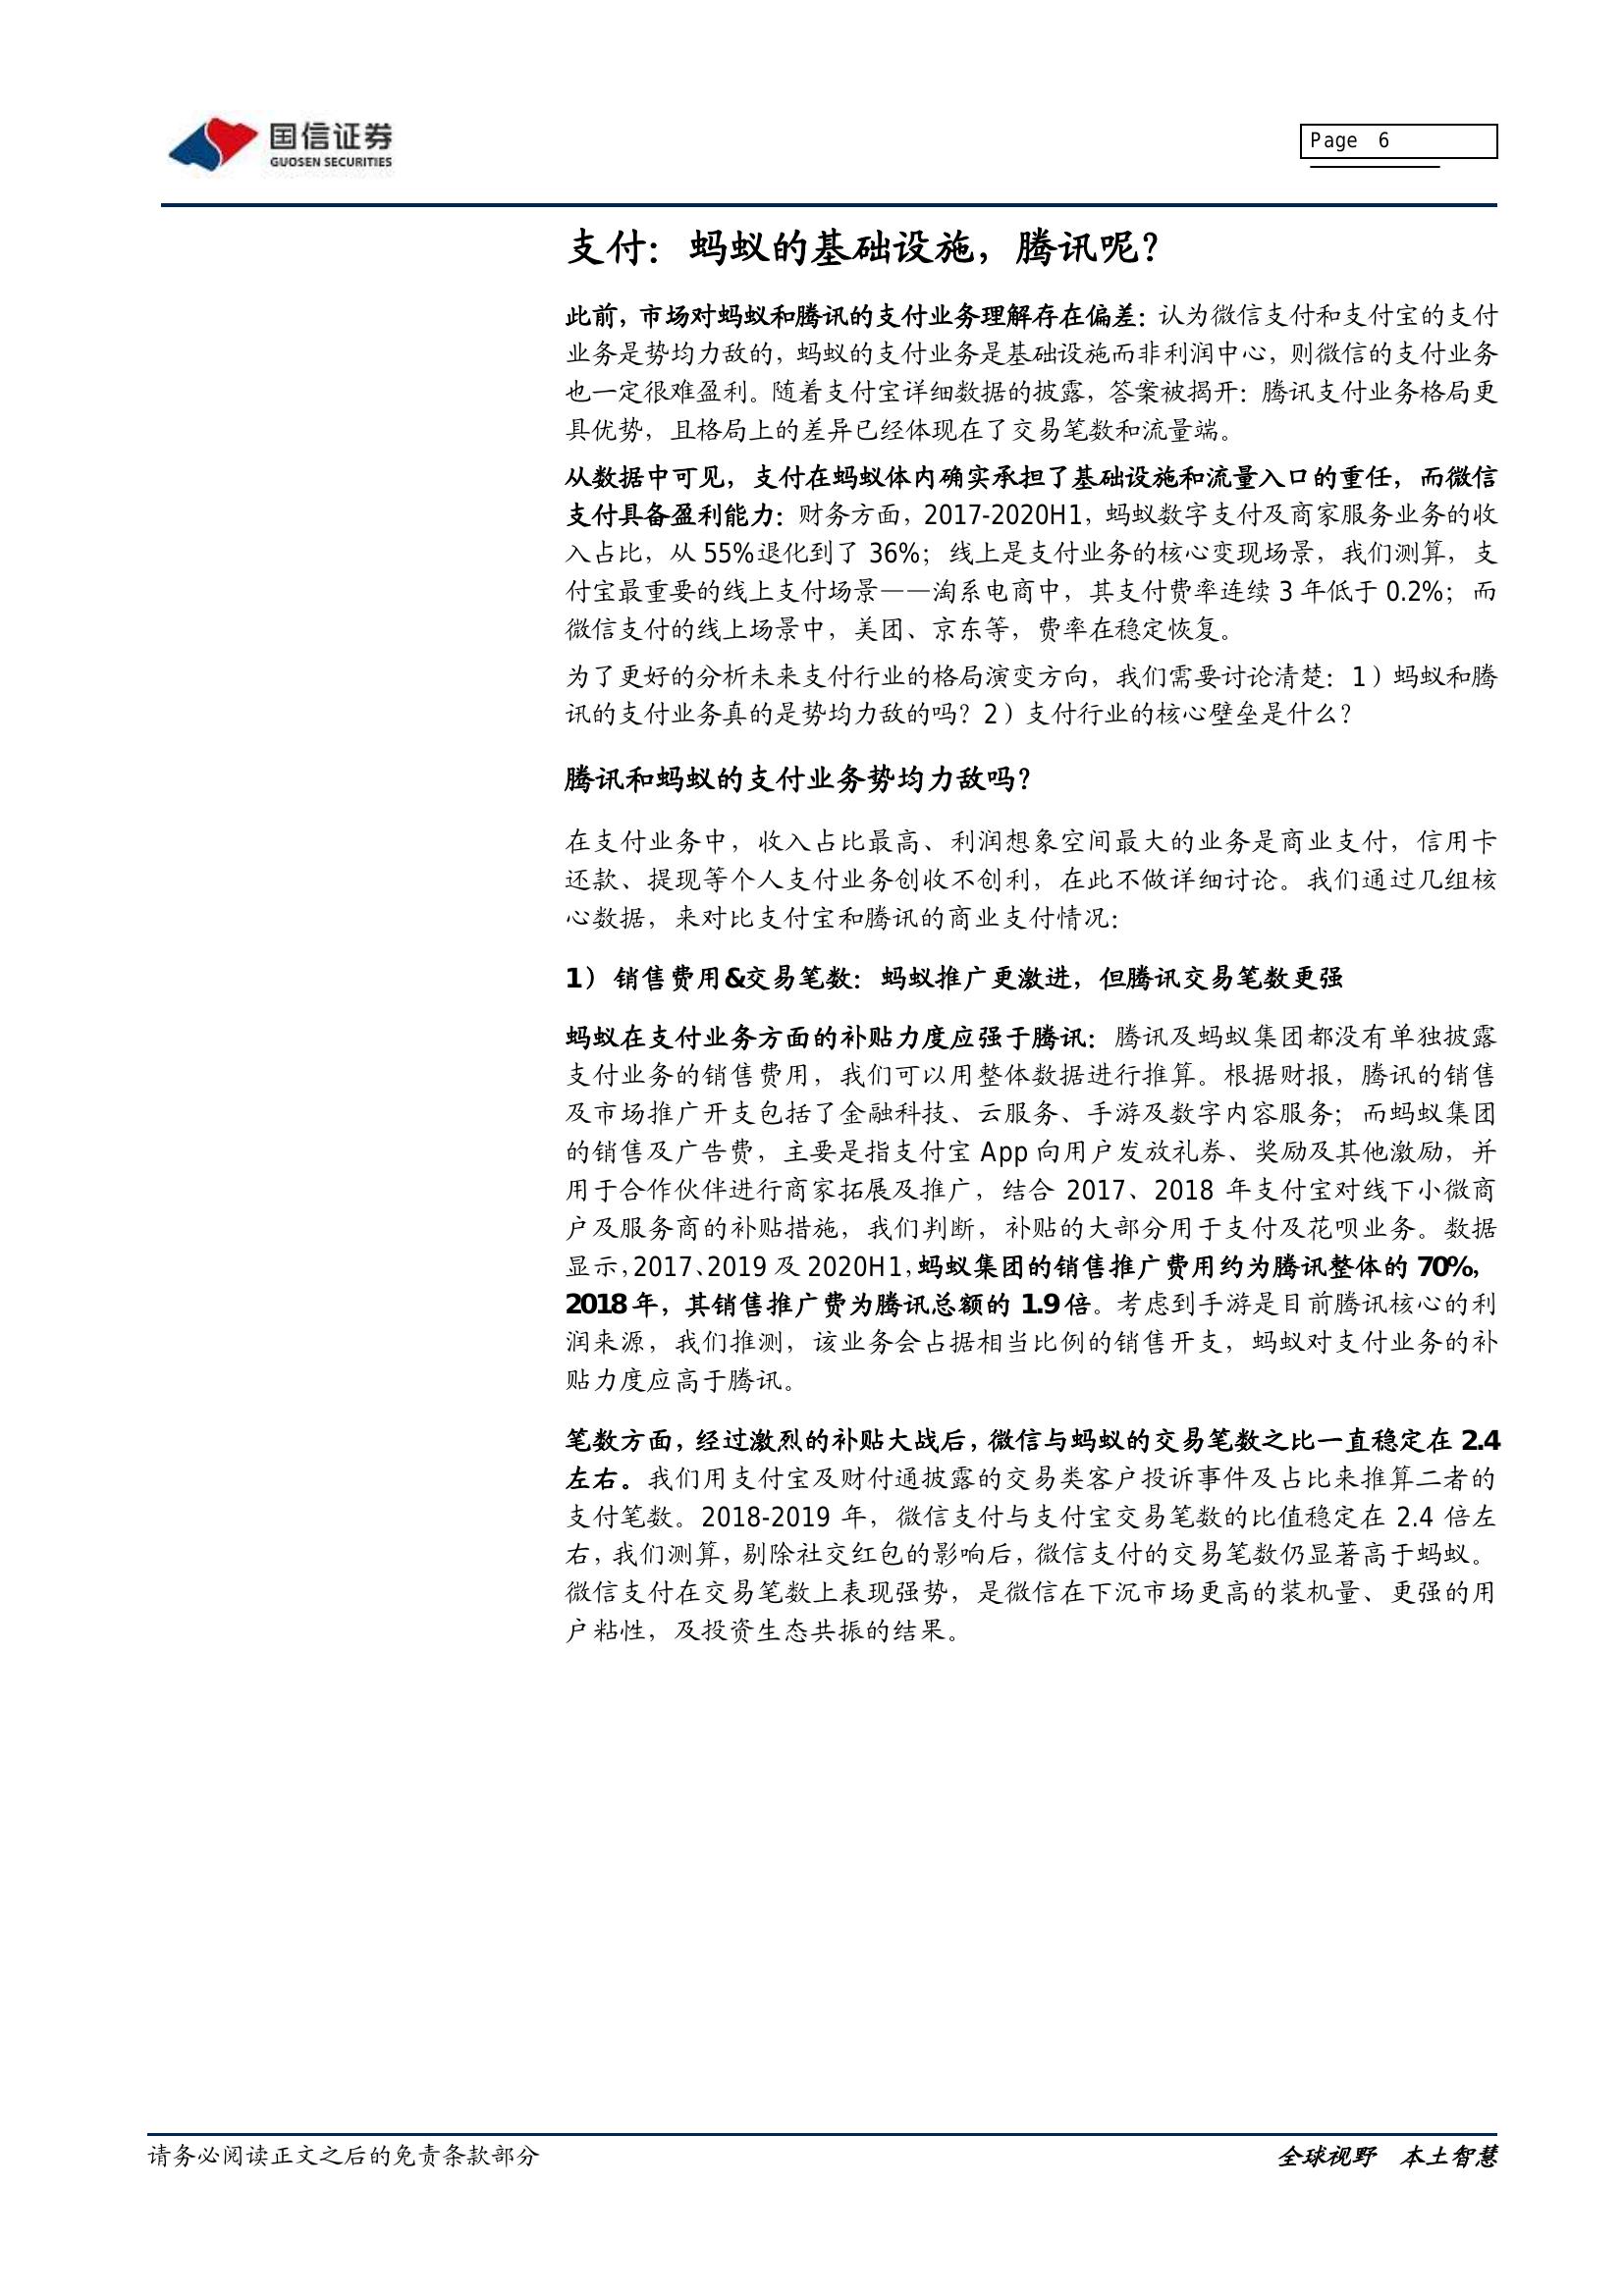 国信证券
GUOSEN SECURITIES
Page 6
支付：蚂蚁的基础设施，腾讯呢？
此前，市场对蚂蚁和腾讯的支付业务理解存在偏差：认为微信支付和支付宝的支付
业务是势均力敌的，蚂蚁的支付业务是基础设施而非利润中心，则微信的支付业务
也一定很难盈利。随着支付宝详细数据的披露，答案被揭开：腾讯支付业务格局更
具优势，且格局上的差异已经体现在了交易笔数和流量端。
从数据中可见，支付在蚂蚁体内确实承担了基础设施和流量入口的重任，而微信
支付具备盈利能力：财务方面，2017-2020H1，蚂蚁数字支付及商家服务业务的收
入占比，从 55%退化到了 36%；线上是支付业务的核心变现场景，我们测算，支
付宝最重要的线上支付场景——淘系电商中，其支付费率连续 3 年低于 0.2%；而
微信支付的线上场景中，美团、京东等，费率在稳定恢复。
为了更好的分析未来支付行业的格局演变方向，我们需要讨论清楚：1）蚂蚁和腾
讯的支付业务真的是势均力敌的吗？2）支付行业的核心壁垒是什么？
腾讯和蚂蚁的支付业务势均力敌吗？
在支付业务中，收入占比最高、利润想象空间最大的业务是商业支付，信用卡
还款、提现等个人支付业务创收不创利，在此不做详细讨论。我们通过几组核
心数据，来对比支付宝和腾讯的商业支付情况：
1）销售费用&交易笔数：蚂蚁推广更激进，但腾讯交易笔数更强
蚂蚁在支付业务方面的补贴力度应强于腾讯：腾讯及蚂蚁集团都没有单独披露
支付业务的销售费用，我们可以用整体数据进行推算。根据财报，腾讯的销售
及市场推广开支包括了金融科技、云服务、手游及数字内容服务；而蚂蚁集团
的销售及广告费，主要是指支付宝 App 向用户发放礼券、奖励及其他激励，并
用于合作伙伴进行商家拓展及推广，结合 2017、2018 年支付宝对线下小微商
户及服务商的补贴措施，我们判断，补贴的大部分用于支付及花呗业务。数据
显示，2017、2019 及 2020H1，蚂蚁集团的销售推广费用约为腾讯整体的 70%，
2018 年，其销售推广费为腾讯总额的 1.9 倍。考虑到手游是目前腾讯核心的利
润来源，我们推测，该业务会占据相当比例的销售开支，蚂蚁对支付业务的补
贴力度应高于腾讯。
笔数方面，经过激烈的补贴大战后，微信与蚂蚁的交易笔数之比一直稳定在 2.4
左右。我们用支付宝及财付通披露的交易类客户投诉事件及占比来推算二者的
支付笔数。2018-2019 年，微信支付与支付宝交易笔数的比值稳定在 2.4 倍左
右，我们测算，剔除社交红包的影响后，微信支付的交易笔数仍显著高于蚂蚁。
微信支付在交易笔数上表现强势，是微信在下沉市场更高的装机量、更强的用
户粘性，及投资生态共振的结果。
请务必阅读正文之后的免责条款部分
全球视野 本土智慧